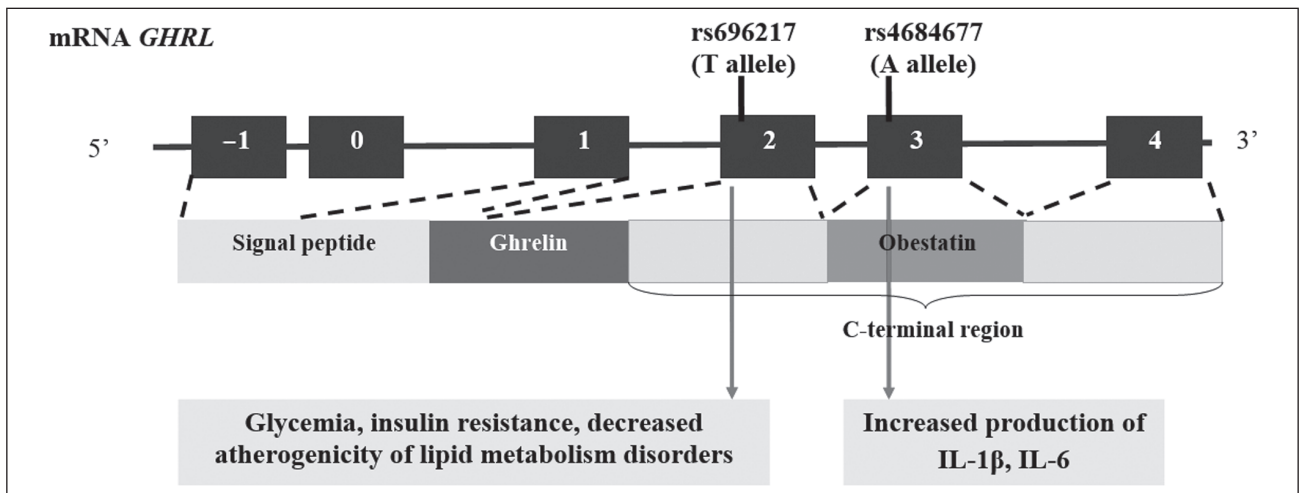 mRNA GHRL
rs696217
(T allele)
rs4684677
(A allele)
5’
–1
0
1
2
3
4
3’
Signal peptide
Ghrelin
Obestatin
C-terminal region
Glycemia, insulin resistance, decreased
atherogenicity of lipid metabolism disorders
Increased production of
IL-1β, IL-6